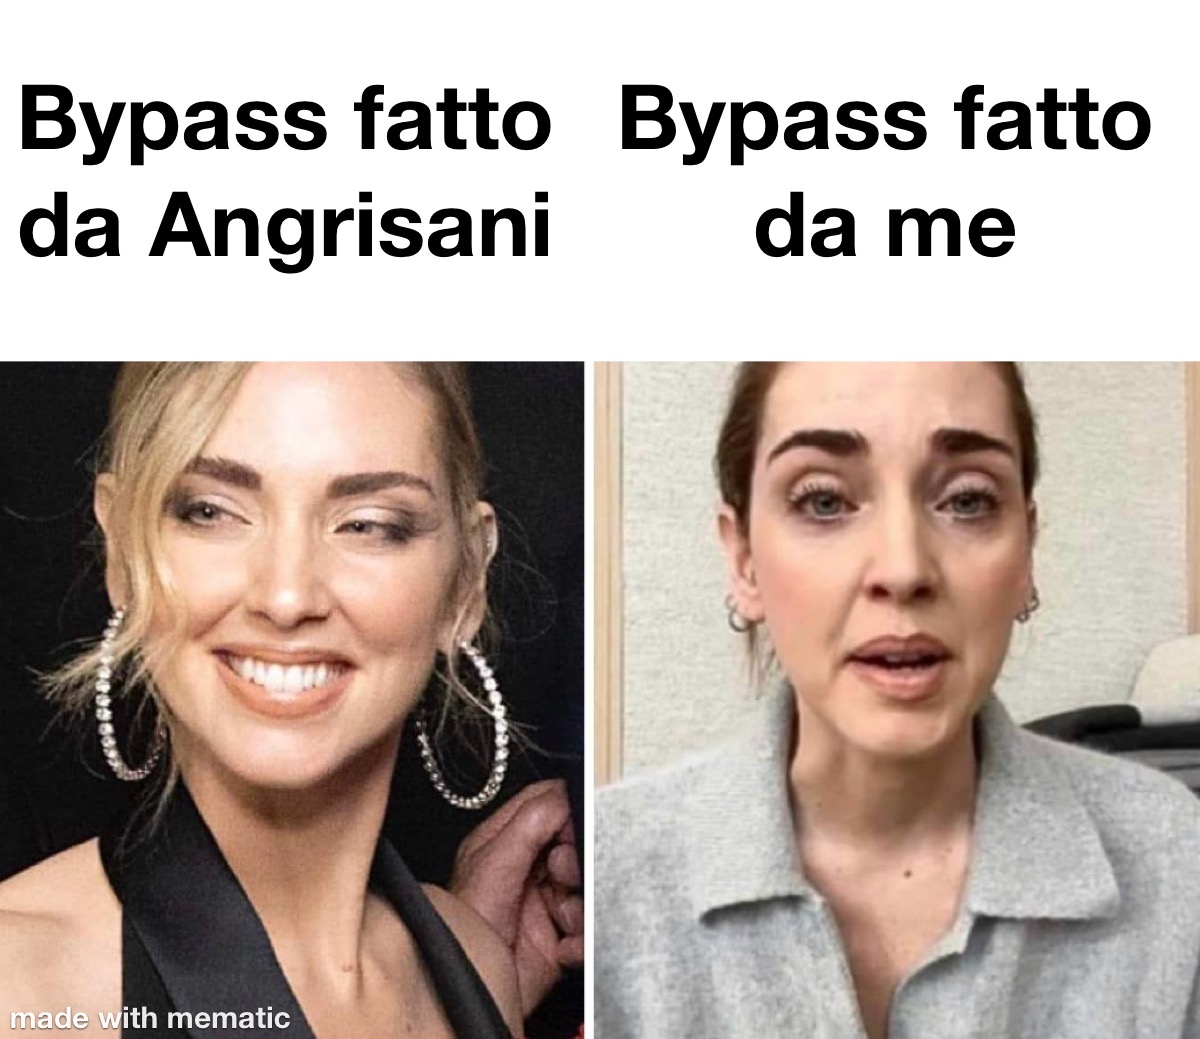 Bypass fatto
da Angrisani
Bypass fatto
da me
made with mematic